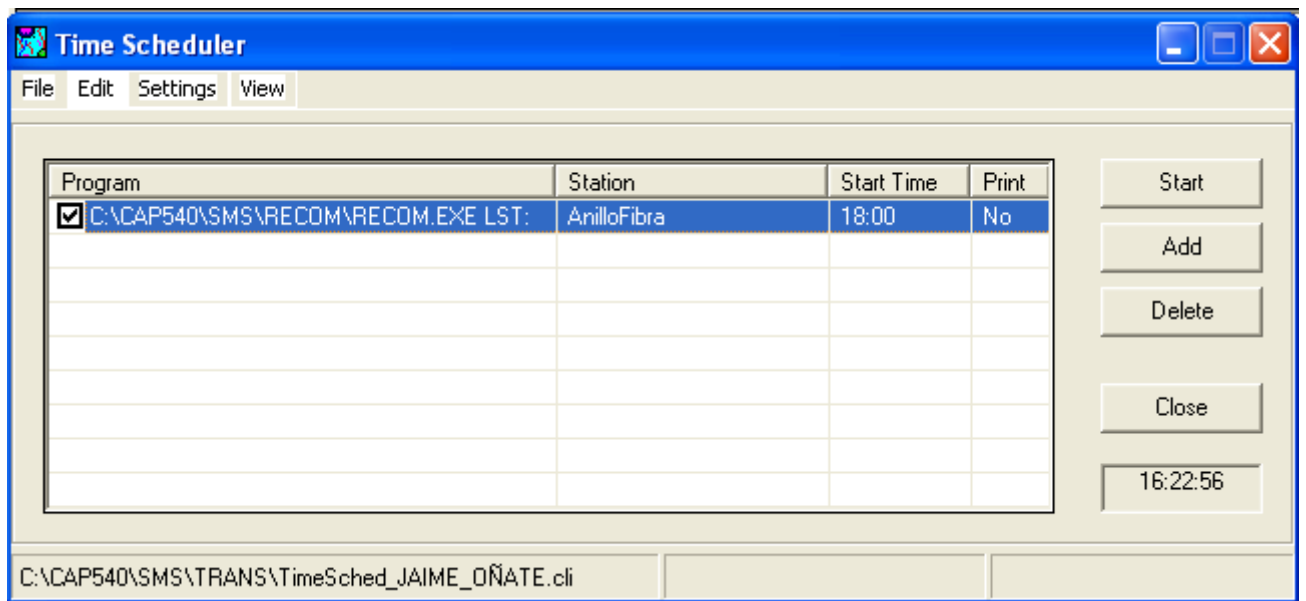 Time Scheduler
File Edit Settings View
Program Station Start Time Print
C:\CAP540\SMS\RECOM\RECOM.EXE LST: AnilloFibra 18:00 No
Start
Add
Delete
Close
16:22:56
C:\CAP540\SMS\TRANS\TimeSched_JAIME_OÑATE.cli